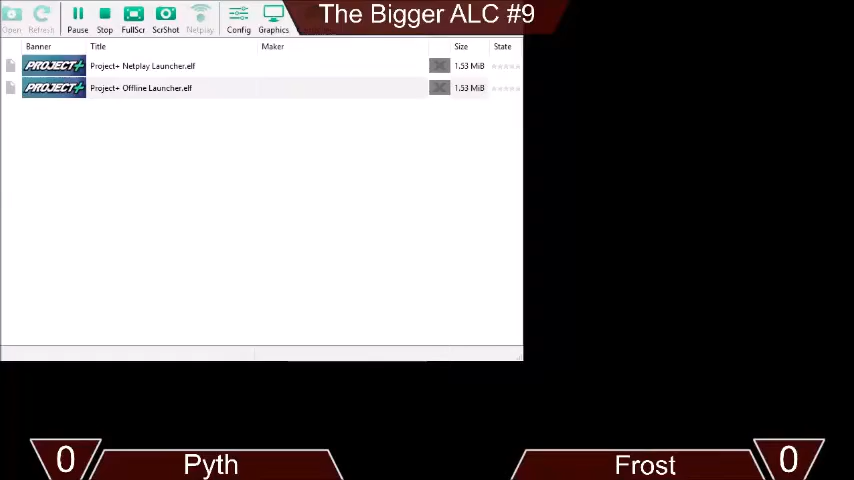 The Bigger ALC #9
Open Refresh Pause Stop FullScr ScrShot Netplay Config Graphics
Banner Title Maker Size State
PROJECT+ Project+ Netplay Launcher.elf 1.53 MiB
PROJECT+ Project+ Offline Launcher.elf 1.53 MiB
0 Pyth Frost 0